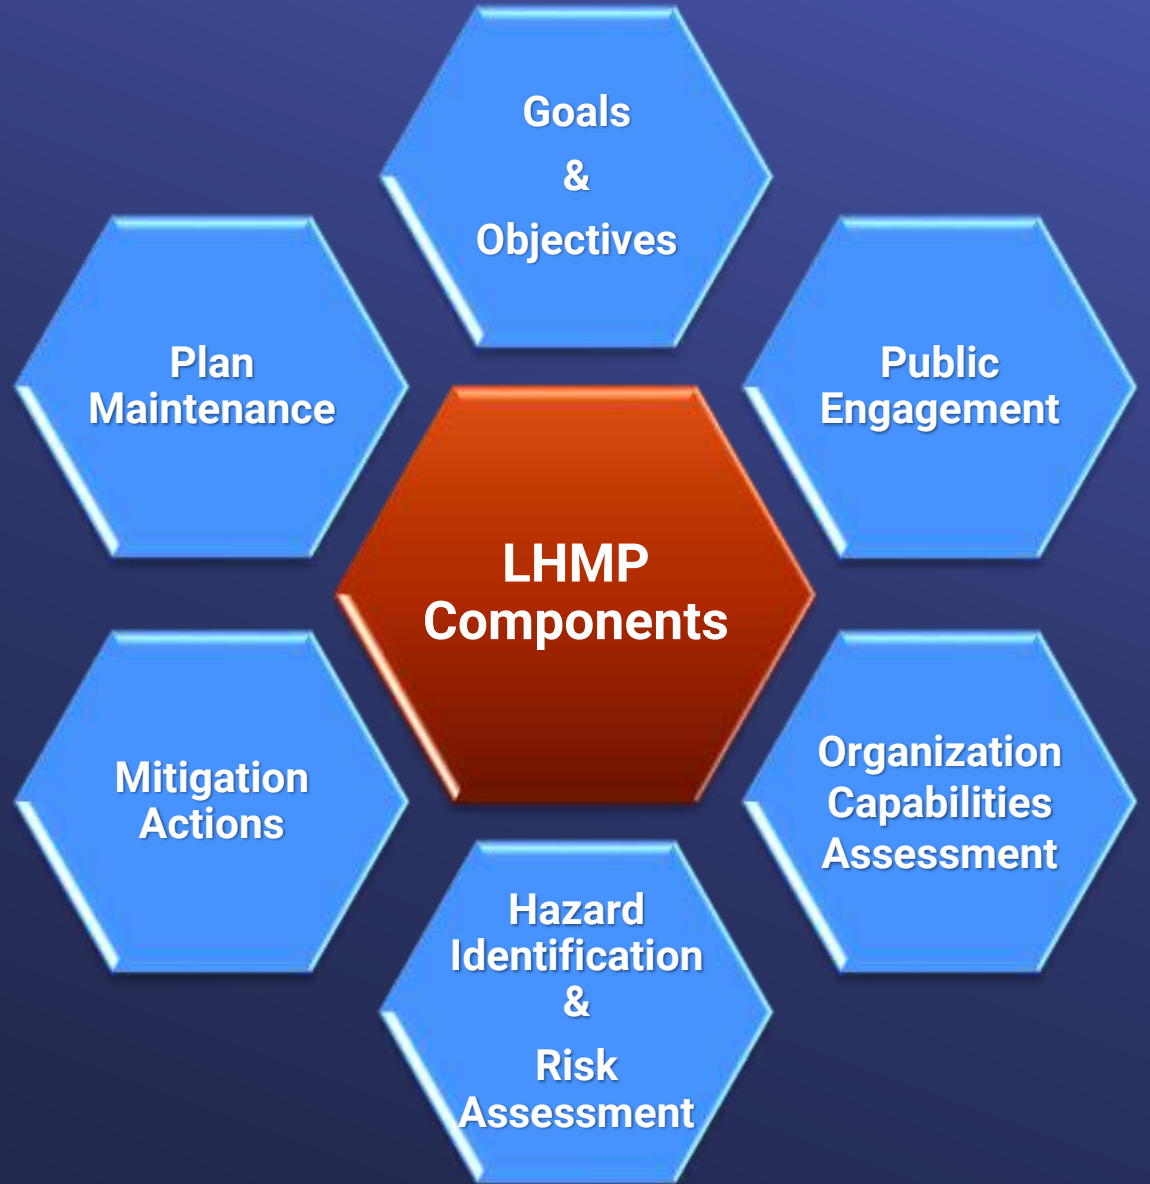 Goals
&
Objectives
Plan
Maintenance
Public
Engagement
LHMP
Components
Mitigation
Actions
Organization
Capabilities
Assessment
Hazard
Identification
&
Risk
Assessment